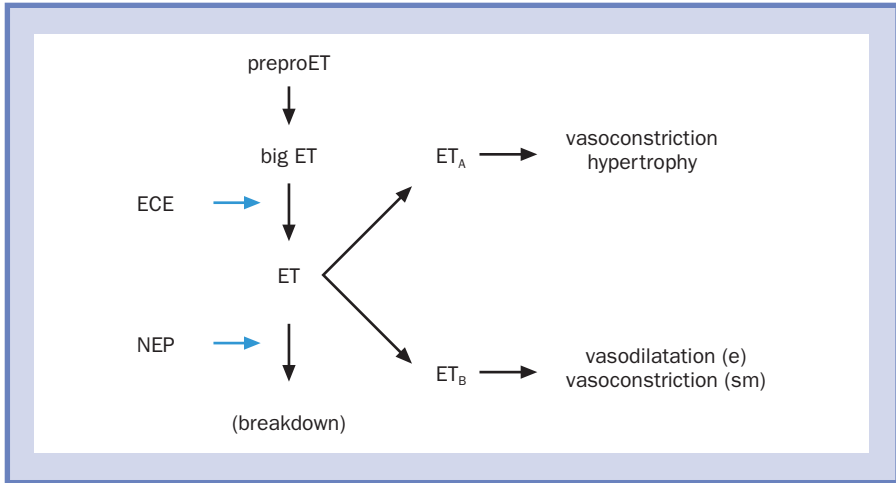 preproET
big ET
ECE
ET
NEP
(breakdown)
ET_A
vasoconstriction
hypertrophy
ET_B
vasodilatation (e)
vasoconstriction (sm)